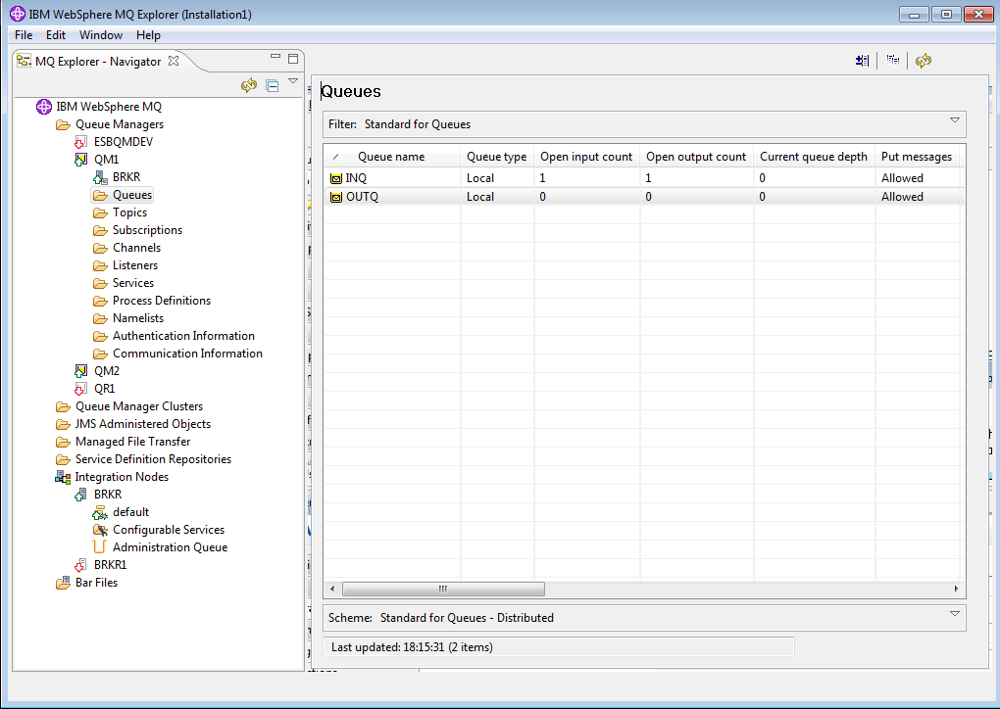 IBM WebSphere MQ Explorer (Installation1)
File Edit Window Help
MQ Explorer - Navigator
IBM WebSphere MQ
Queue Managers
ESBQMDEV
QM1
BRKR
Queues
Topics
Subscriptions
Channels
Listeners
Services
Process Definitions
Namelists
Authentication Information
Communication Information
QM2
QR1
Queue Manager Clusters
JMS Administered Objects
Managed File Transfer
Service Definition Repositories
Integration Nodes
BRKR
default
Configurable Services
Administration Queue
BRKR1
Bar Files
Queues
Filter: Standard for Queues
Queue name Queue type Open input count Open output count Current queue depth Put messages
INQ Local 1 1 0 Allowed
OUTQ Local 0 0 0 Allowed
Scheme: Standard for Queues - Distributed
Last updated: 18:15:31 (2 items)